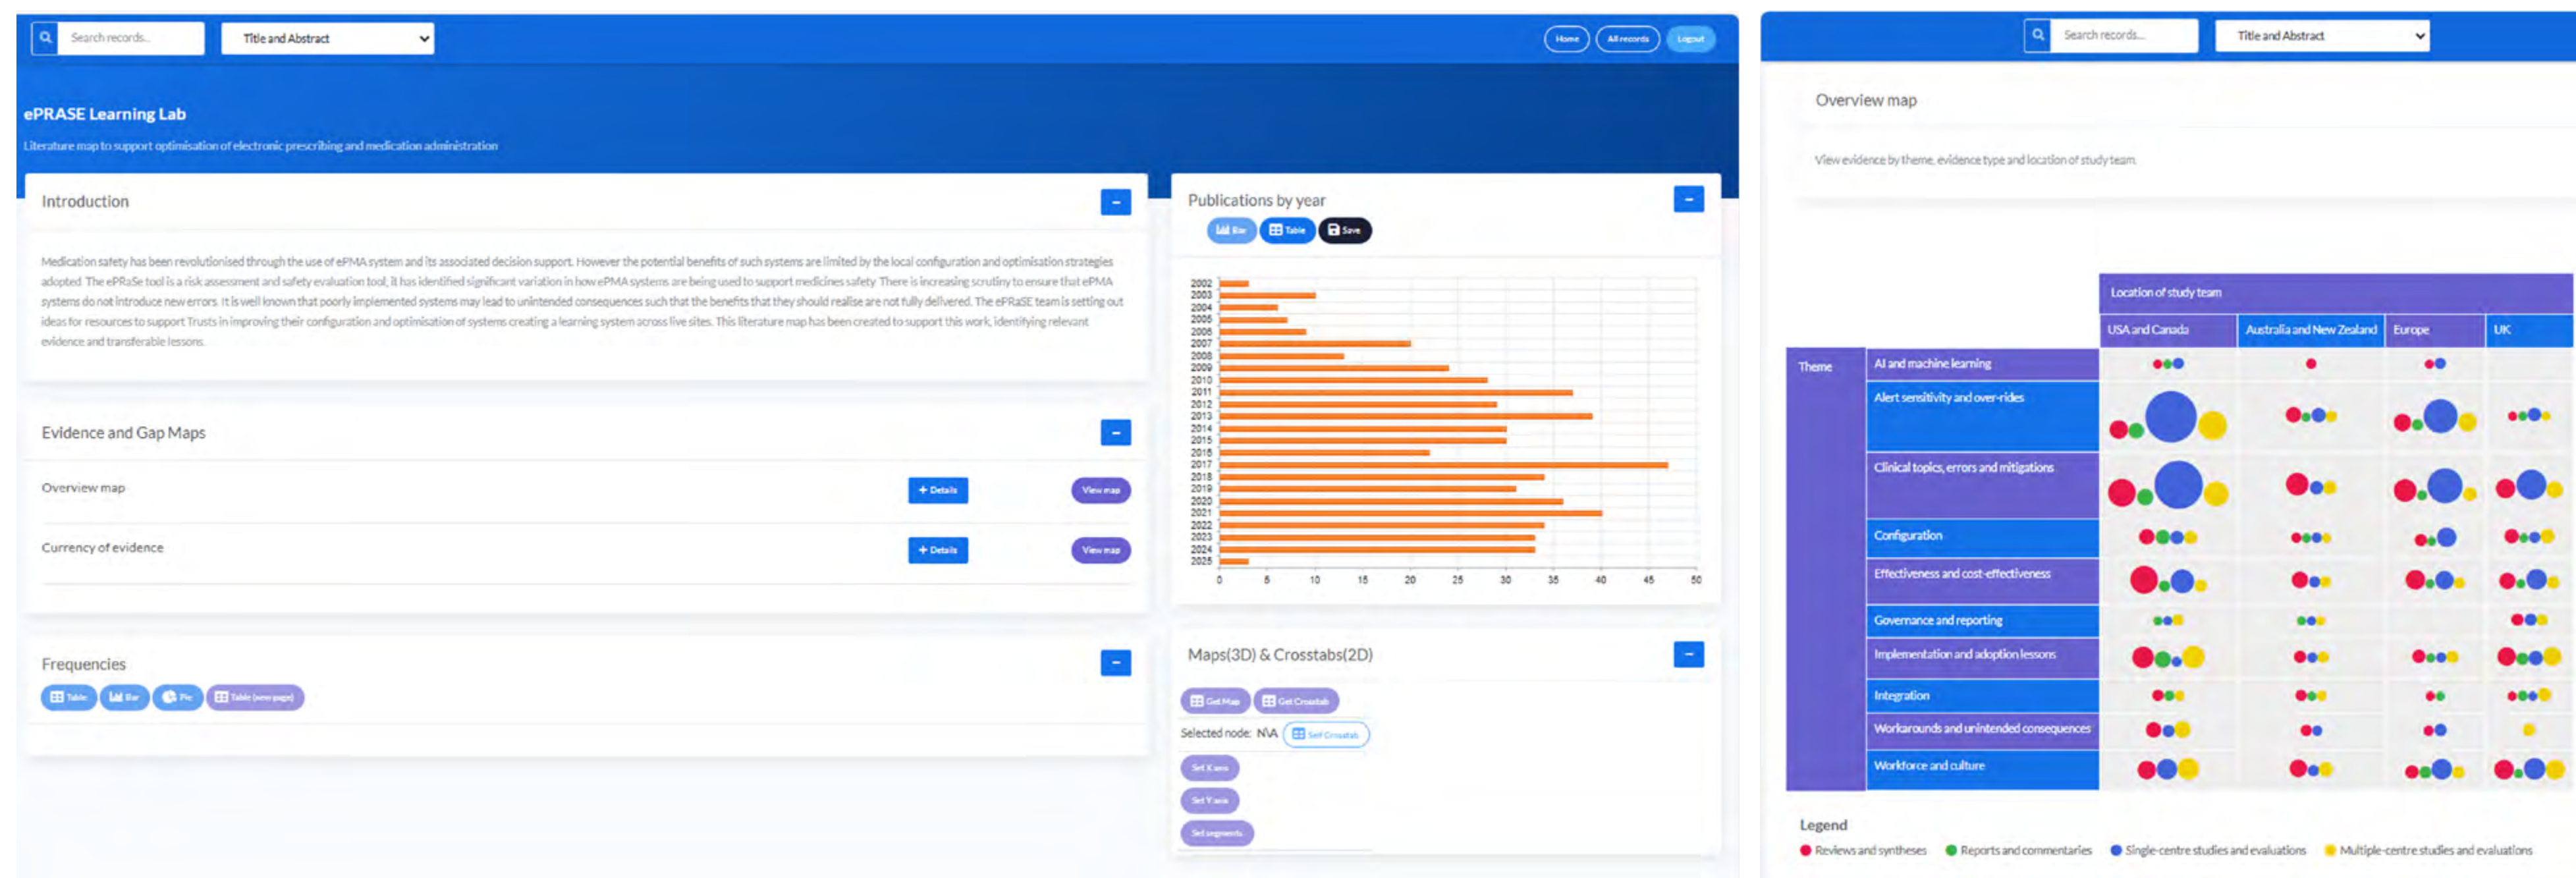 Search records...
Title and Abstract
Home
All records
Logout
ePRASE Learning Lab
Literature map to support optimisation of electronic prescribing and medication administration
Introduction
Medication safety has been revolutionised through the use of ePMA system and its associated decision support. However the potential benefits of such systems are limited by the local configuration and optimisation strategies
adopted. The ePRaSe tool is a risk assessment and safety evaluation tool, it has identified significant variation in how ePMA systems are being used to support medicines safety There is increasing scrutiny to ensure that ePMA
systems do not introduce new errors. It is well known that poorly implemented systems may lead to unintended consequences such that the benefits that they should realise are not fully delivered. The ePRaSE team is setting out
ideas for resources to support Trusts in improving their configuration and optimisation of systems creating a learning system across live sites. This literature map has been created to support this work, identifying relevant
evidence and transferable lessons.
Evidence and Gap Maps
Overview map
+ Details
View map
Currency of evidence
+ Details
View map
Frequencies
Table
Bar
Pie
Table (new page)
Publications by year
Bar
Table
Save
2002
2003
2004
2005
2006
2007
2008
2009
2010
2011
2012
2013
2014
2015
2016
2017
2018
2019
2020
2021
2022
2023
2024
2025
0 5 10 15 20 25 30 35 40 45 50
Maps(3D) & Crosstabs(2D)
Get Map
Get Crosstab
Selected node: N\A
Self Crosstab
Set X axis
Set Y axis
Set segments
Search records...
Title and Abstract
Overview map
View evidence by theme, evidence type and location of study team.
Location of study team
USA and Canada
Australia and New Zealand
Europe
UK
Theme
AI and machine learning
Alert sensitivity and over-rides
Clinical topics, errors and mitigations
Configuration
Effectiveness and cost-effectiveness
Governance and reporting
Implementation and adoption lessons
Integration
Workarounds and unintended consequences
Workforce and culture
Legend
Reviews and syntheses
Reports and commentaries
Single-centre studies and evaluations
Multiple-centre studies and evaluations